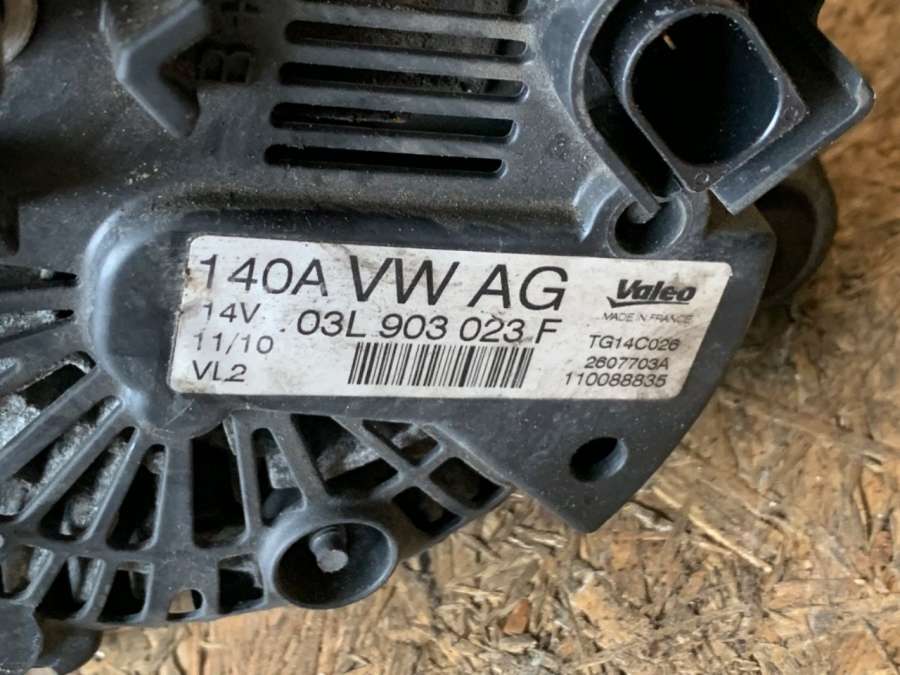 B+
140A VW AG
14V 03L 903 023 F
11/10
VL2
Valeo
MADE IN FRANCE
TG14C026
2607703A
110088835